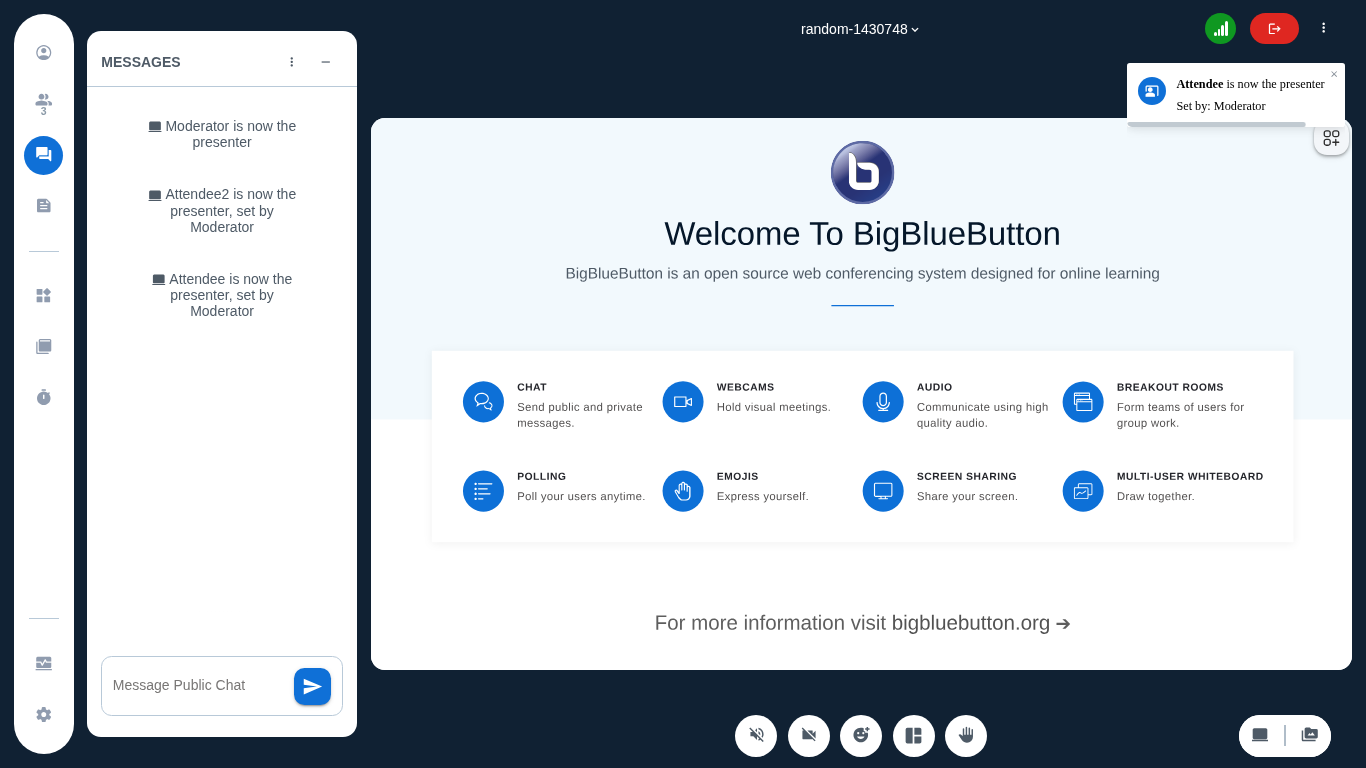 random-1430748
3
MESSAGES
Moderator is now the
presenter
Attendee2 is now the
presenter, set by
Moderator
Attendee is now the
presenter, set by
Moderator
Message Public Chat
Attendee is now the presenter
Set by: Moderator
Welcome To BigBlueButton
BigBlueButton is an open source web conferencing system designed for online learning
CHAT
Send public and private
messages.
WEBCAMS
Hold visual meetings.
AUDIO
Communicate using high
quality audio.
BREAKOUT ROOMS
Form teams of users for
group work.
POLLING
Poll your users anytime.
EMOJIS
Express yourself.
SCREEN SHARING
Share your screen.
MULTI-USER WHITEBOARD
Draw together.
For more information visit bigbluebutton.org ➔